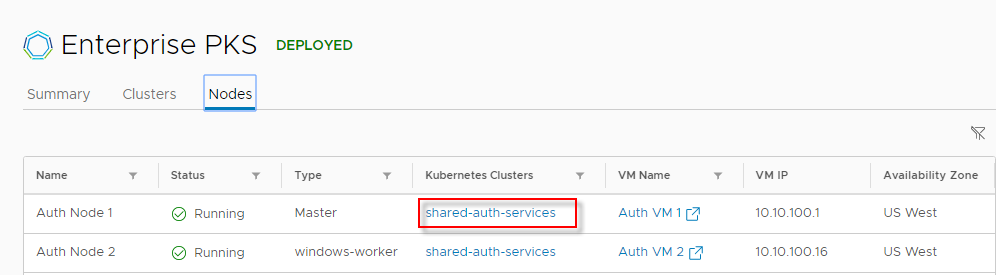 Enterprise PKS DEPLOYED
Summary Clusters Nodes
Name Status Type Kubernetes Clusters VM Name VM IP Availability Zone
Auth Node 1 Running Master shared-auth-services Auth VM 1 10.10.100.1 US West
Auth Node 2 Running windows-worker shared-auth-services Auth VM 2 10.10.100.16 US West